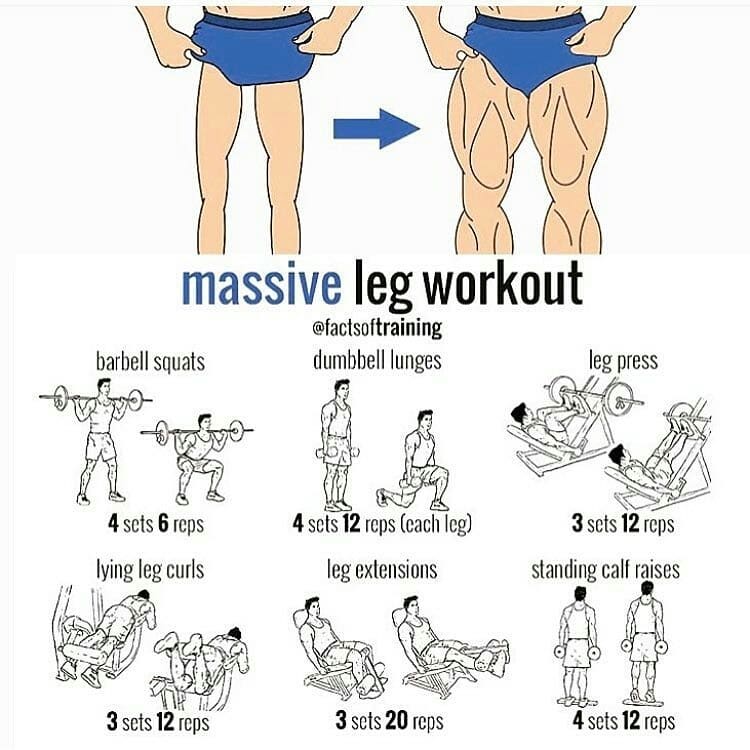 massive leg workout
@factsoftraining
barbell squats
dumbbell lunges
leg press
4 sets 6 reps
4 sets 12 reps (each leg)
3 sets 12 reps
lying leg curls
leg extensions
standing calf raises
3 sets 12 reps
3 sets 20 reps
4 sets 12 reps